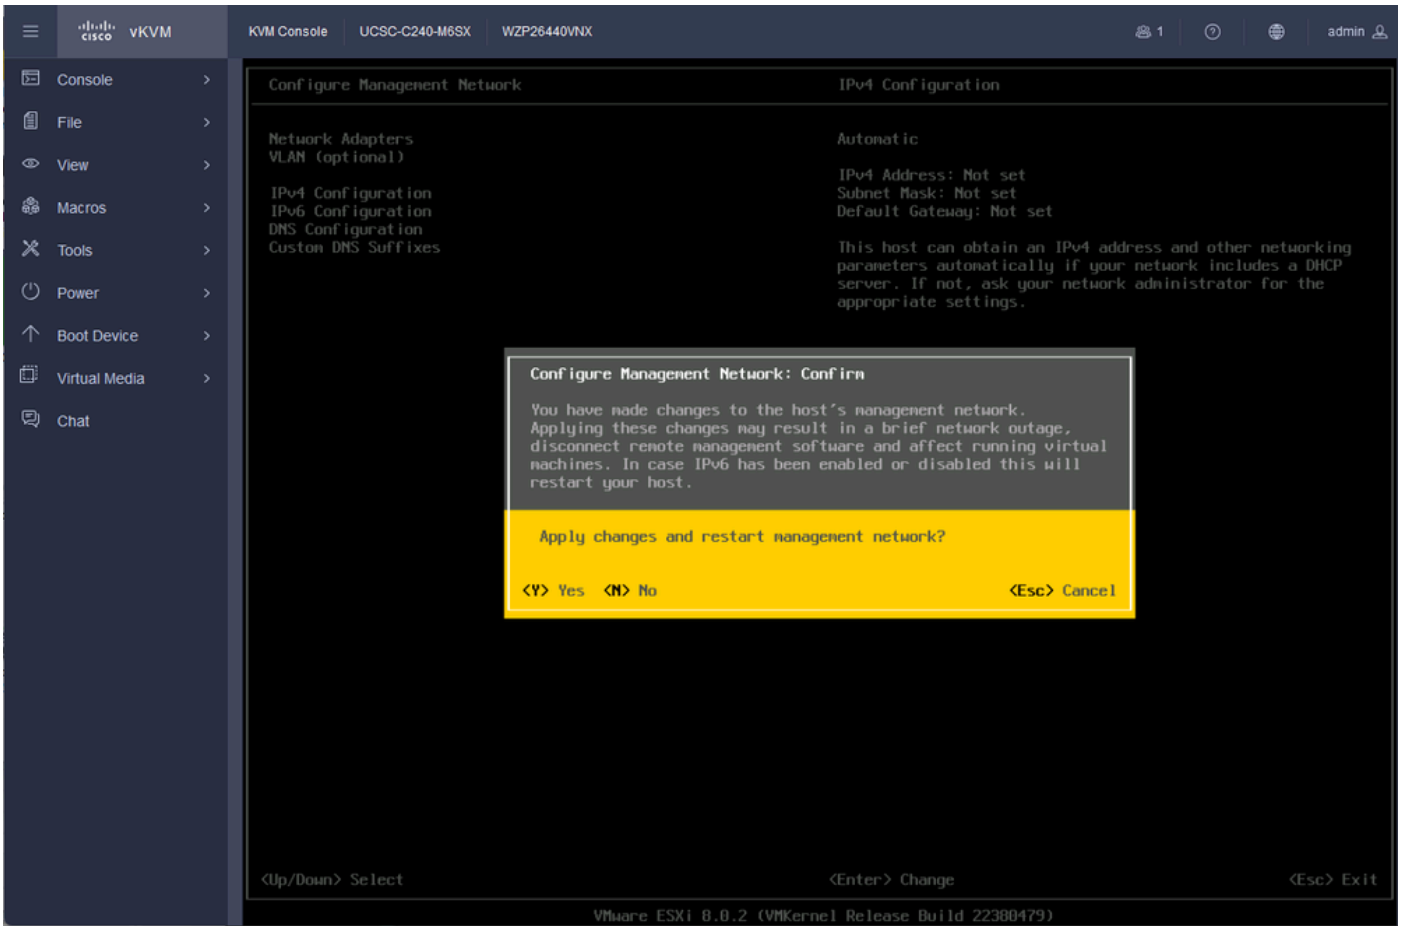 cisco vKVM
KVM Console UCSC-C240-M6SX WZP26440VNX 1 admin
Console
File
View
Macros
Tools
Power
Boot Device
Virtual Media
Chat
Configure Management Network IPv4 Configuration
Network Adapters Automatic
VLAN (optional)
IPv4 Address: Not set
IPv4 Configuration Subnet Mask: Not set
IPv6 Configuration Default Gateway: Not set
DNS Configuration
Custom DNS Suffixes This host can obtain an IPv4 address and other networking
parameters automatically if your network includes a DHCP
server. If not, ask your network administrator for the
appropriate settings.
Configure Management Network: Confirm
You have made changes to the host's management network.
Applying these changes may result in a brief network outage,
disconnect remote management software and affect running virtual
machines. In case IPv6 has been enabled or disabled this will
restart your host.
Apply changes and restart management network?
<Y> Yes <N> No <Esc> Cancel
<Up/Down> Select <Enter> Change <Esc> Exit
VMware ESXi 8.0.2 (VMKernel Release Build 22380479)